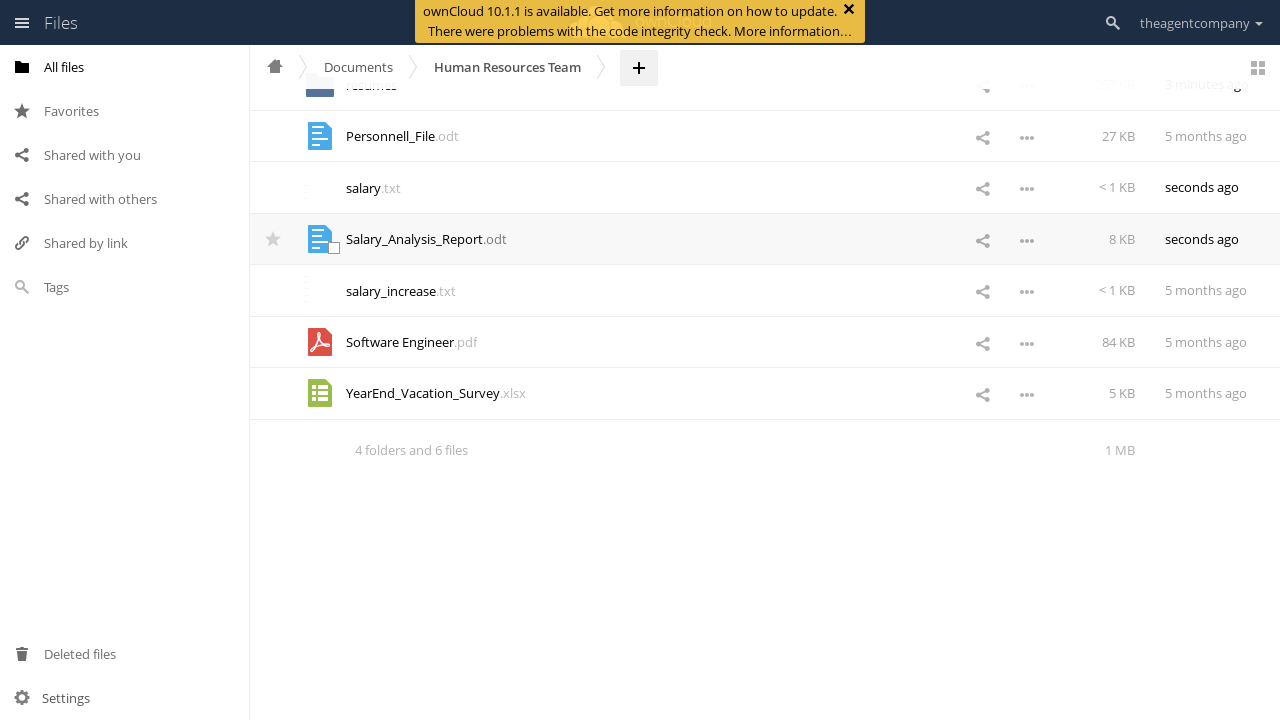 Files
ownCloud 10.1.1 is available. Get more information on how to update.
There were problems with the code integrity check. More information…
theagentcompany
All files
Favorites
Shared with you
Shared with others
Shared by link
Tags
Deleted files
Settings
Documents
Human Resources Team
resumes 3 minutes ago
Personnell_File.odt 27 KB 5 months ago
salary.txt < 1 KB seconds ago
Salary_Analysis_Report.odt 8 KB seconds ago
salary_increase.txt < 1 KB 5 months ago
Software Engineer.pdf 84 KB 5 months ago
YearEnd_Vacation_Survey.xlsx 5 KB 5 months ago
4 folders and 6 files 1 MB